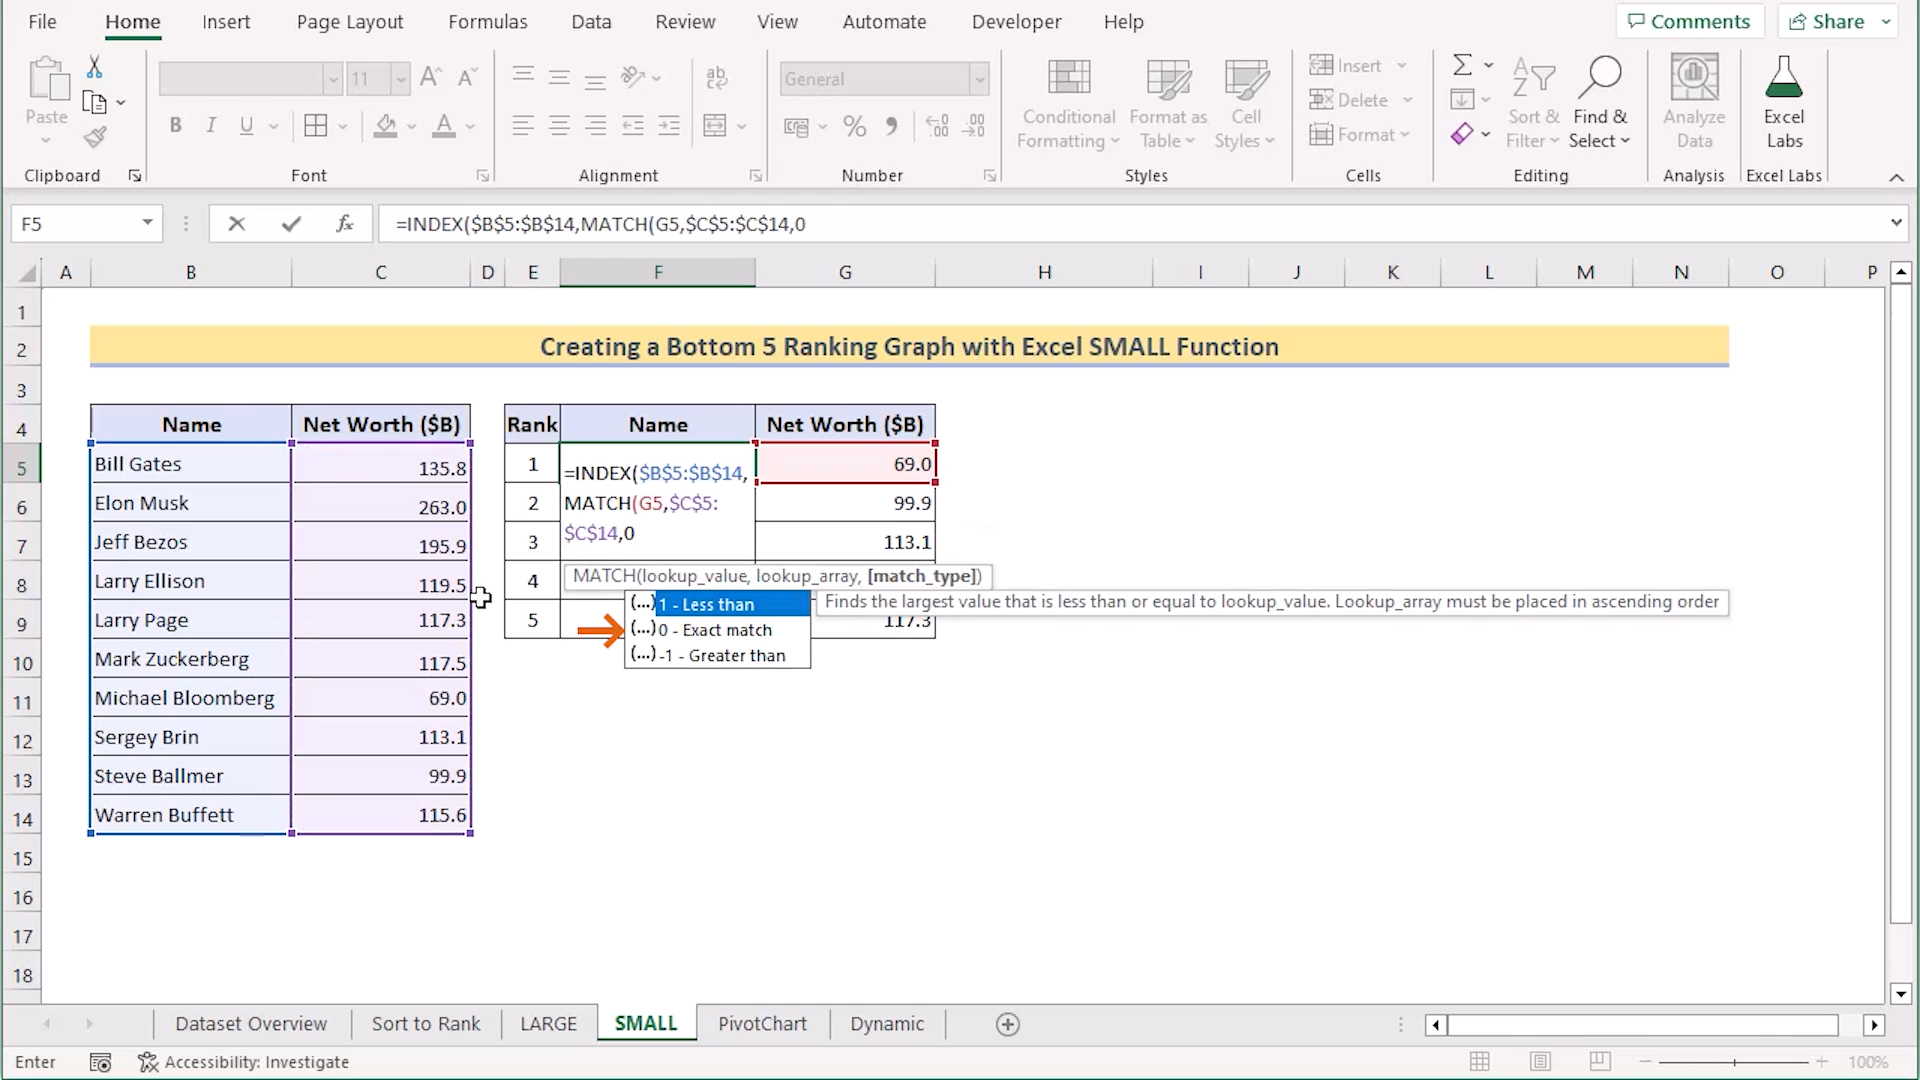 File Home Insert Page Layout Formulas Data Review View Automate Developer Help Comments Share
Paste
11
B I U
A
ab
General
%
Conditional Formatting
Format as Table
Cell Styles
Insert
Delete
Format
Sort & Filter
Find & Select
Analyze Data
Excel Labs
Clipboard Font Alignment Number Styles Cells Editing Analysis Excel Labs
F5 fx =INDEX($B$5:$B$14,MATCH(G5,$C$5:$C$14,0
A B C D E F G H I J K L M N O P
1
2 Creating a Bottom 5 Ranking Graph with Excel SMALL Function
3
4 Name Net Worth ($B) Rank Name Net Worth ($B)
5 Bill Gates 135.8 1 =INDEX($B$5:$B$14, 69.0
6 Elon Musk 263.0 2 MATCH(G5,$C$5: 99.9
7 Jeff Bezos 195.9 3 $C$14,0 113.1
MATCH(lookup_value, lookup_array, [match_type])
8 Larry Ellison 119.5 4
(...) 1 - Less than Finds the largest value that is less than or equal to lookup_value. Lookup_array must be placed in ascending order
9 Larry Page 117.3 5 117.3
(...) 0 - Exact match
(...) -1 - Greater than
10 Mark Zuckerberg 117.5
11 Michael Bloomberg 69.0
12 Sergey Brin 113.1
13 Steve Ballmer 99.9
14 Warren Buffett 115.6
15
16
17
18
Dataset Overview Sort to Rank LARGE SMALL PivotChart Dynamic
Enter Accessibility: Investigate 100%